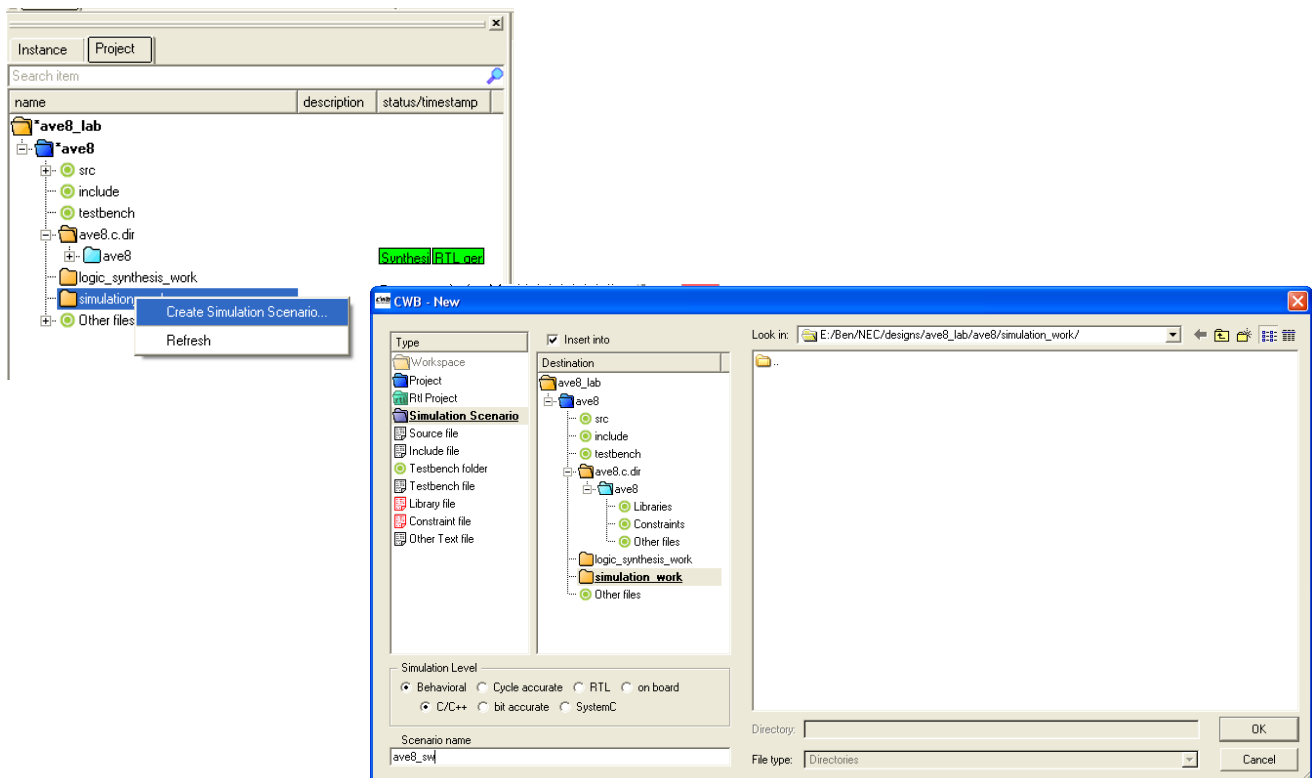 Instance Project
Search item
name description status/timestamp
*ave8_lab
*ave8
src
include
testbench
ave8.c.dir
ave8 Synthesi RTL ger
logic_synthesis_work
simulation_
Other files
Create Simulation Scenario...
Refresh
CWB - New
Type
Workspace
Project
Rtl Project
Simulation Scenario
Source file
Include file
Testbench folder
Testbench file
Library file
Constraint file
Other Text file
Insert into
Destination
ave8_lab
ave8
src
include
testbench
ave8.c.dir
ave8
Libraries
Constraints
Other files
logic_synthesis_work
simulation_work
Other files
Look in: E:/Ben/NEC/designs/ave8_lab/ave8/simulation_work/
..
Simulation Level
Behavioral Cycle accurate RTL on board
C/C++ bit accurate SystemC
Scenario name
ave8_sw
Directory: OK
File type: Directories Cancel